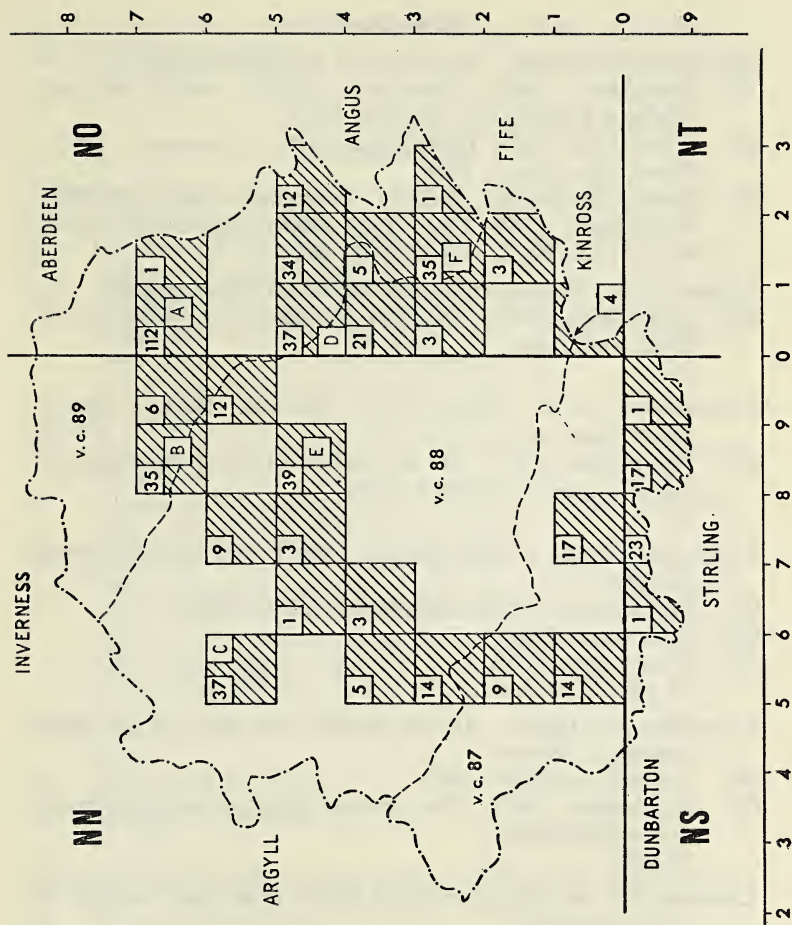 INVERNESS
ABERDEEN
8
NN
v.c. 89
NO
7
35
6
112
1
B
A
6
37
C
9
12
ARGYLL
5
1
3
39
E
37
D
34
12
ANGUS
4
5
3
21
5
3
14
v.c. 88
3
35
F
1
2
v.c. 87
9
3
FIFE
1
14
17
KINROSS
4
0
1
23
17
1
DUNBARTON
STIRLING
NS
NT
9
2 3 4 5 6 7 8 9 0 1 2 3